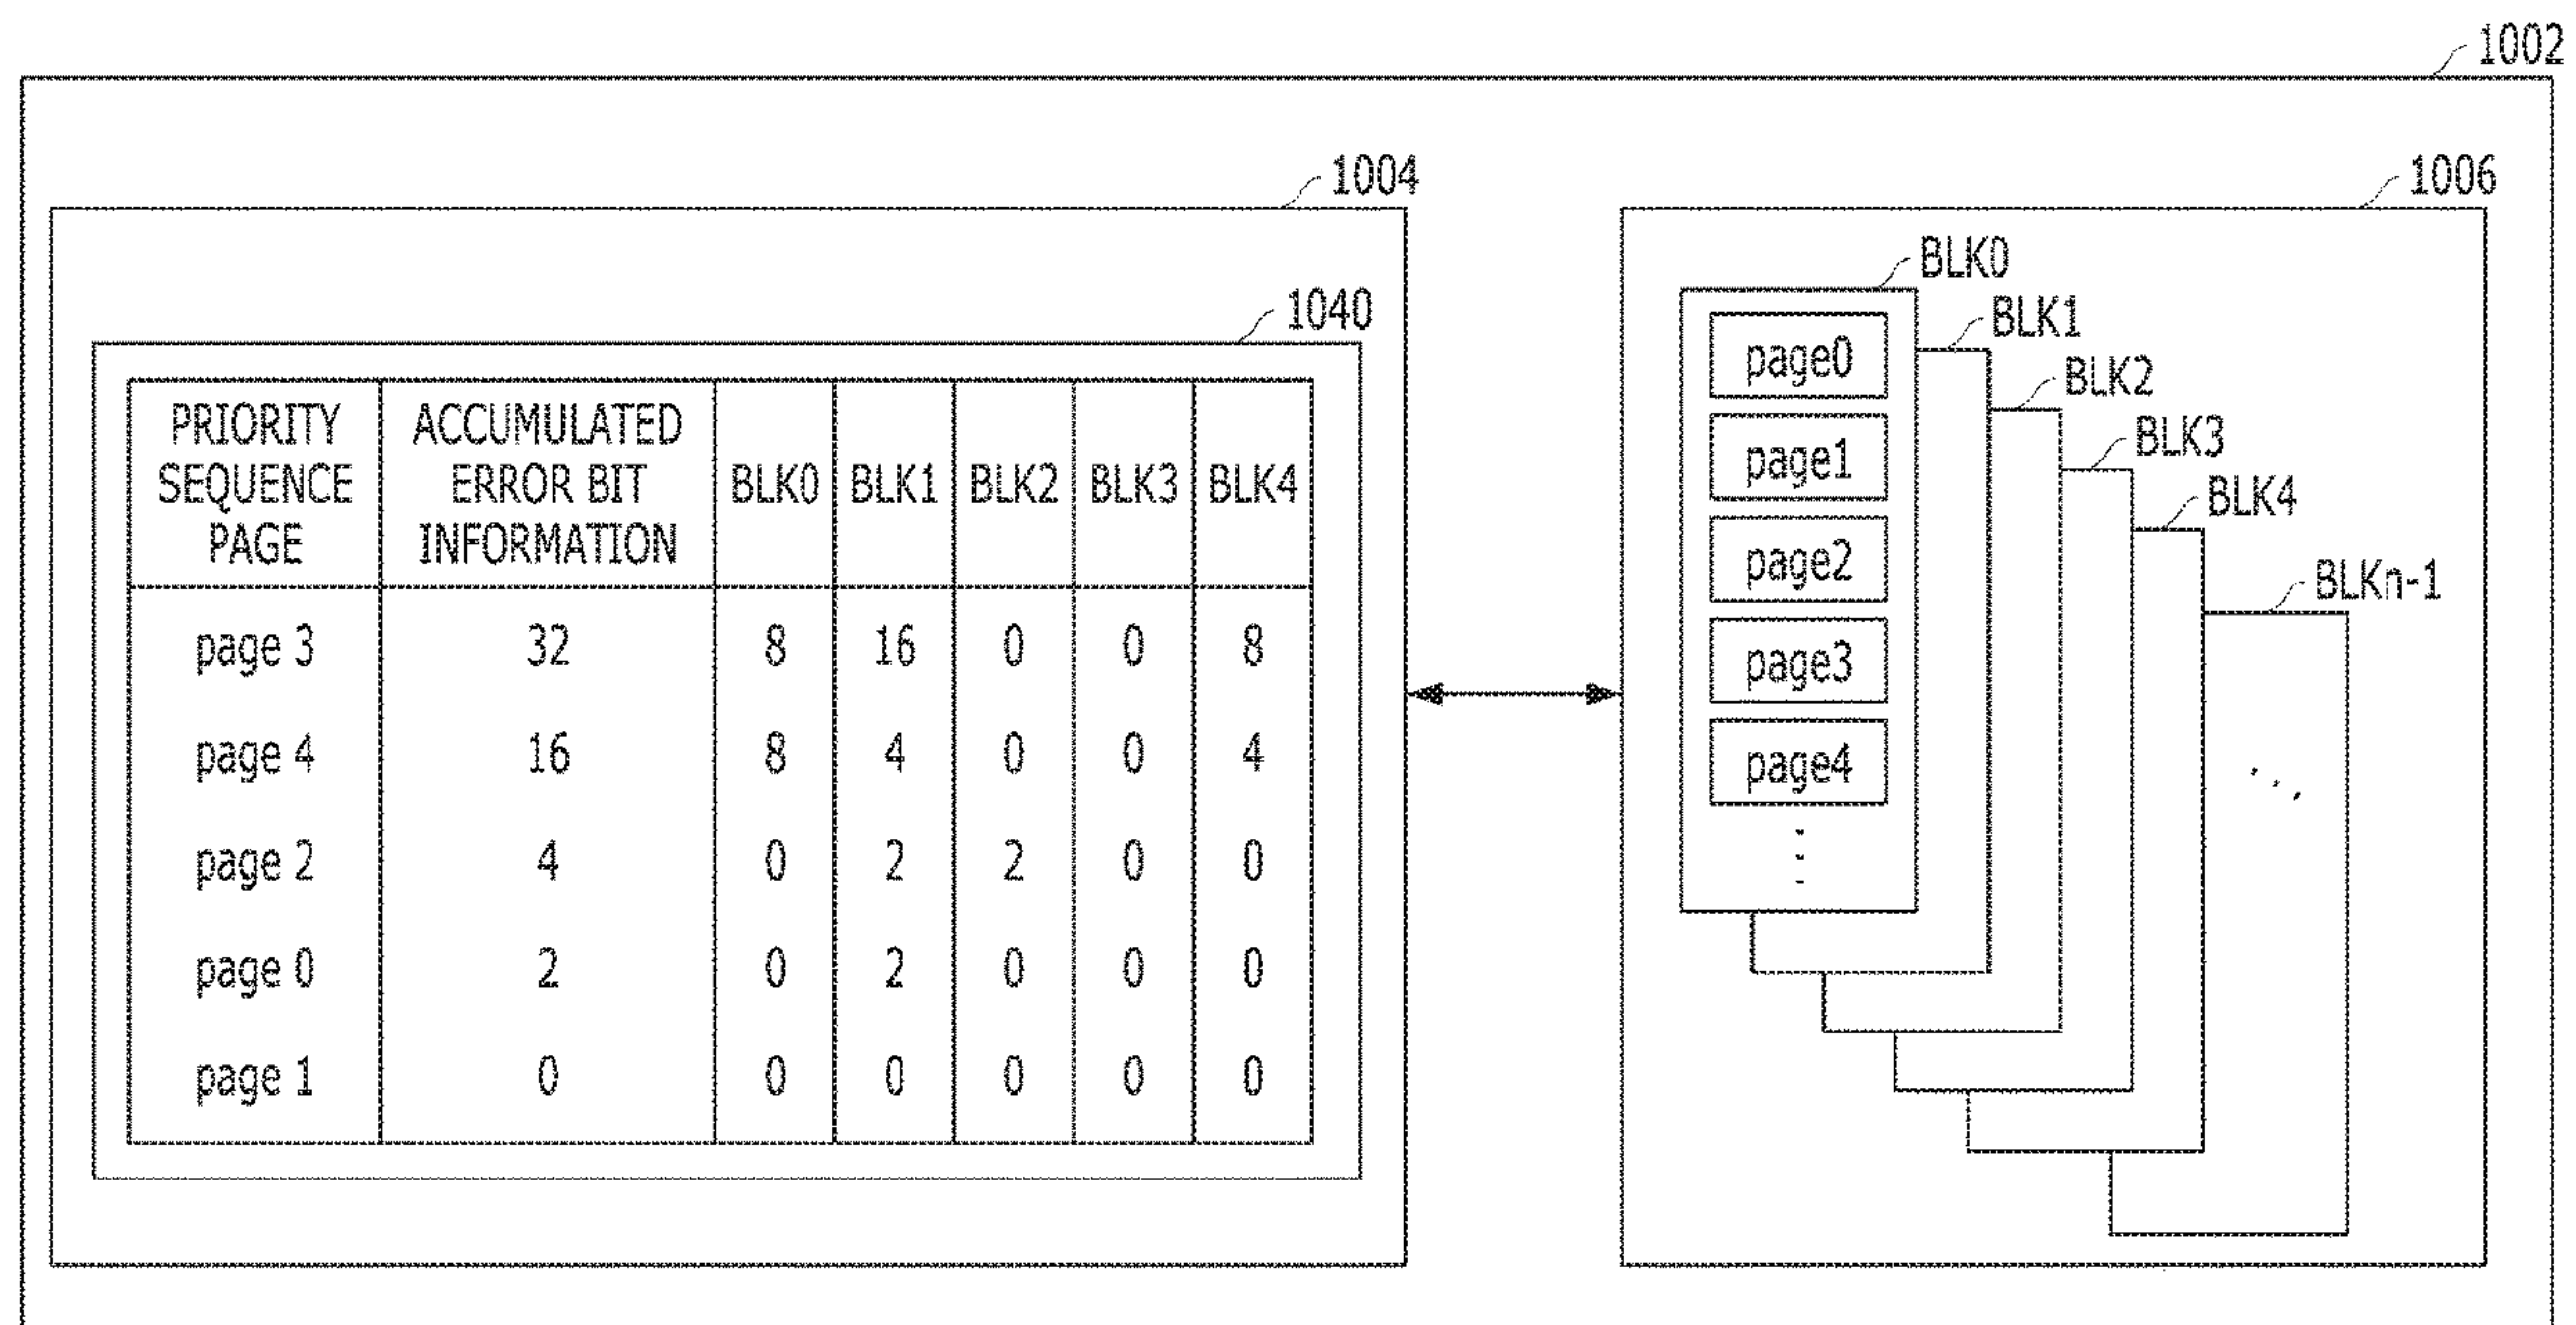 1002
1004
1006
1040
PRIORITY
SEQUENCE
PAGE
ACCUMULATED
ERROR BIT
INFORMATION
BLK0 BLK1 BLK2 BLK3 BLK4
page 3 32 8 16 0 0 8
page 4 16 8 4 0 0 4
page 2 4 0 2 2 0 0
page 0 2 0 2 0 0 0
page 1 0 0 0 0 0 0
BLK0
BLK1
BLK2
BLK3
BLK4
BLKn-1
page0
page1
page2
page3
page4